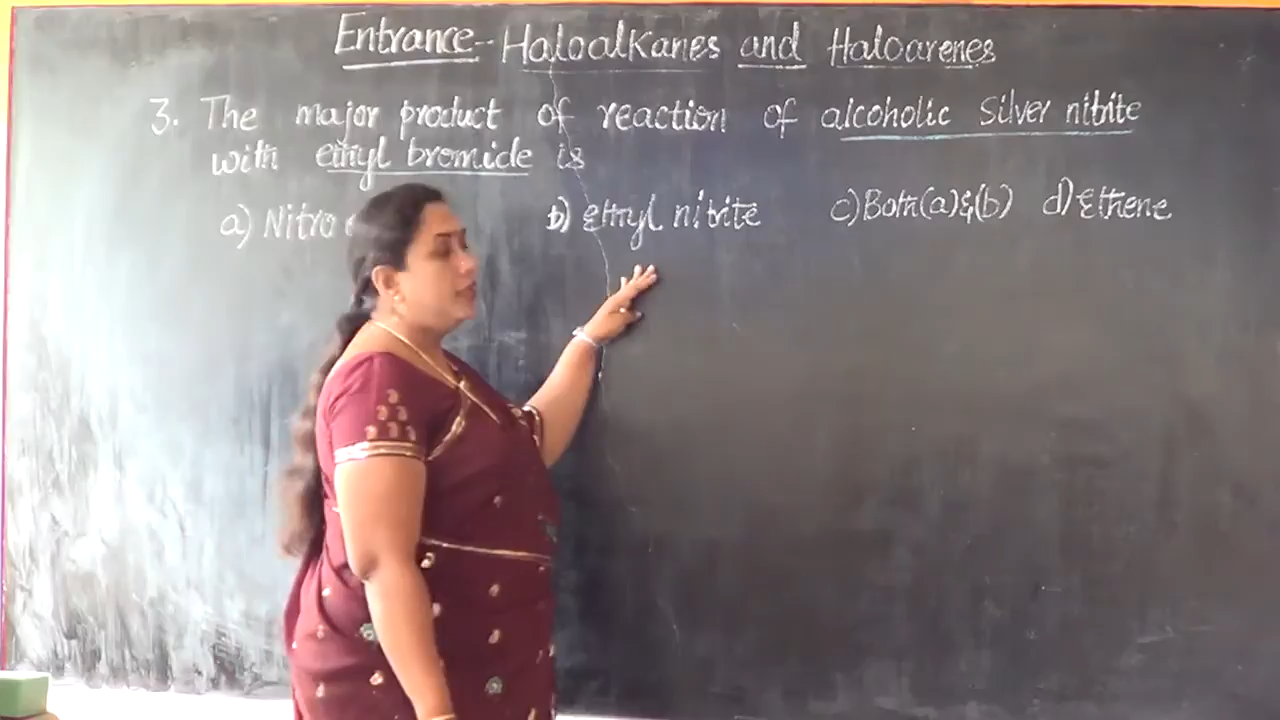 Entrance-- Haloalkanes and Haloarenes
3. The major product of reaction of alcoholic silver nitrite
with ethyl bromide is
a) Nitro b) Ethyl nitrite c) Both(a)&(b) d) Ethene